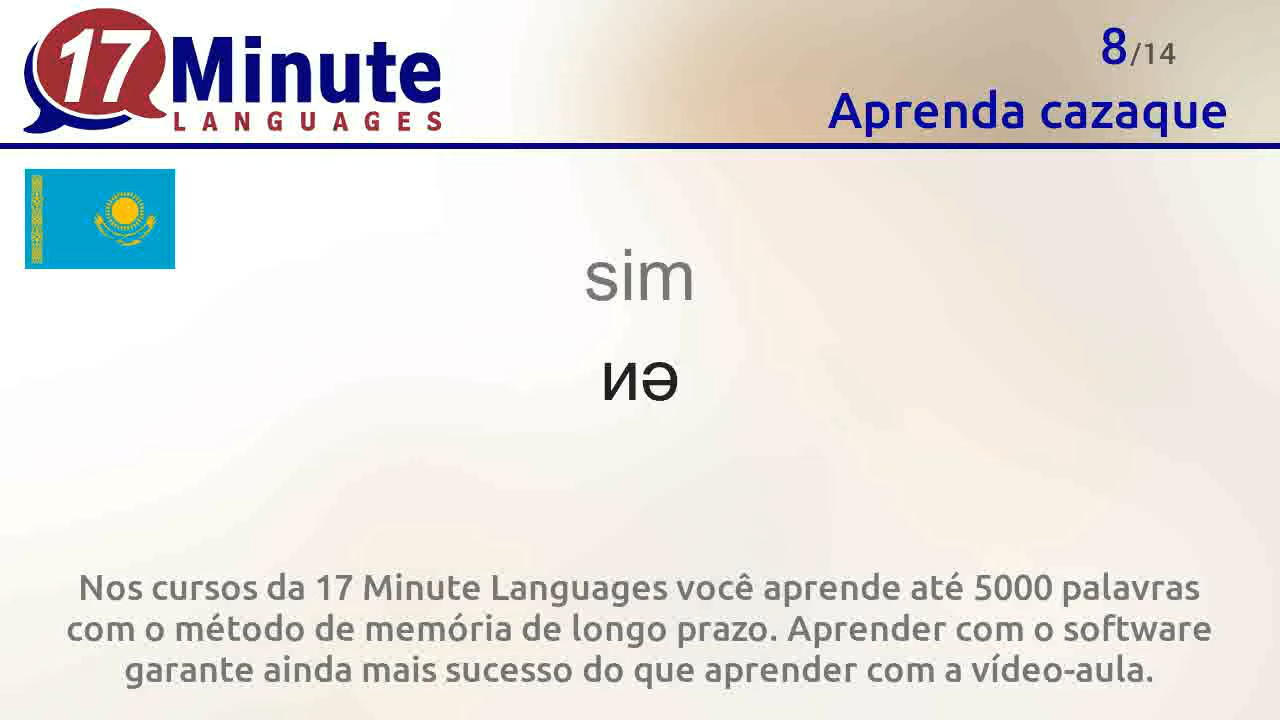 17 Minute
LANGUAGES
8/14
Aprenda cazaque
sim
иә
Nos cursos da 17 Minute Languages você aprende até 5000 palavras
com o método de memória de longo prazo. Aprender com o software
garante ainda mais sucesso do que aprender com a vídeo-aula.